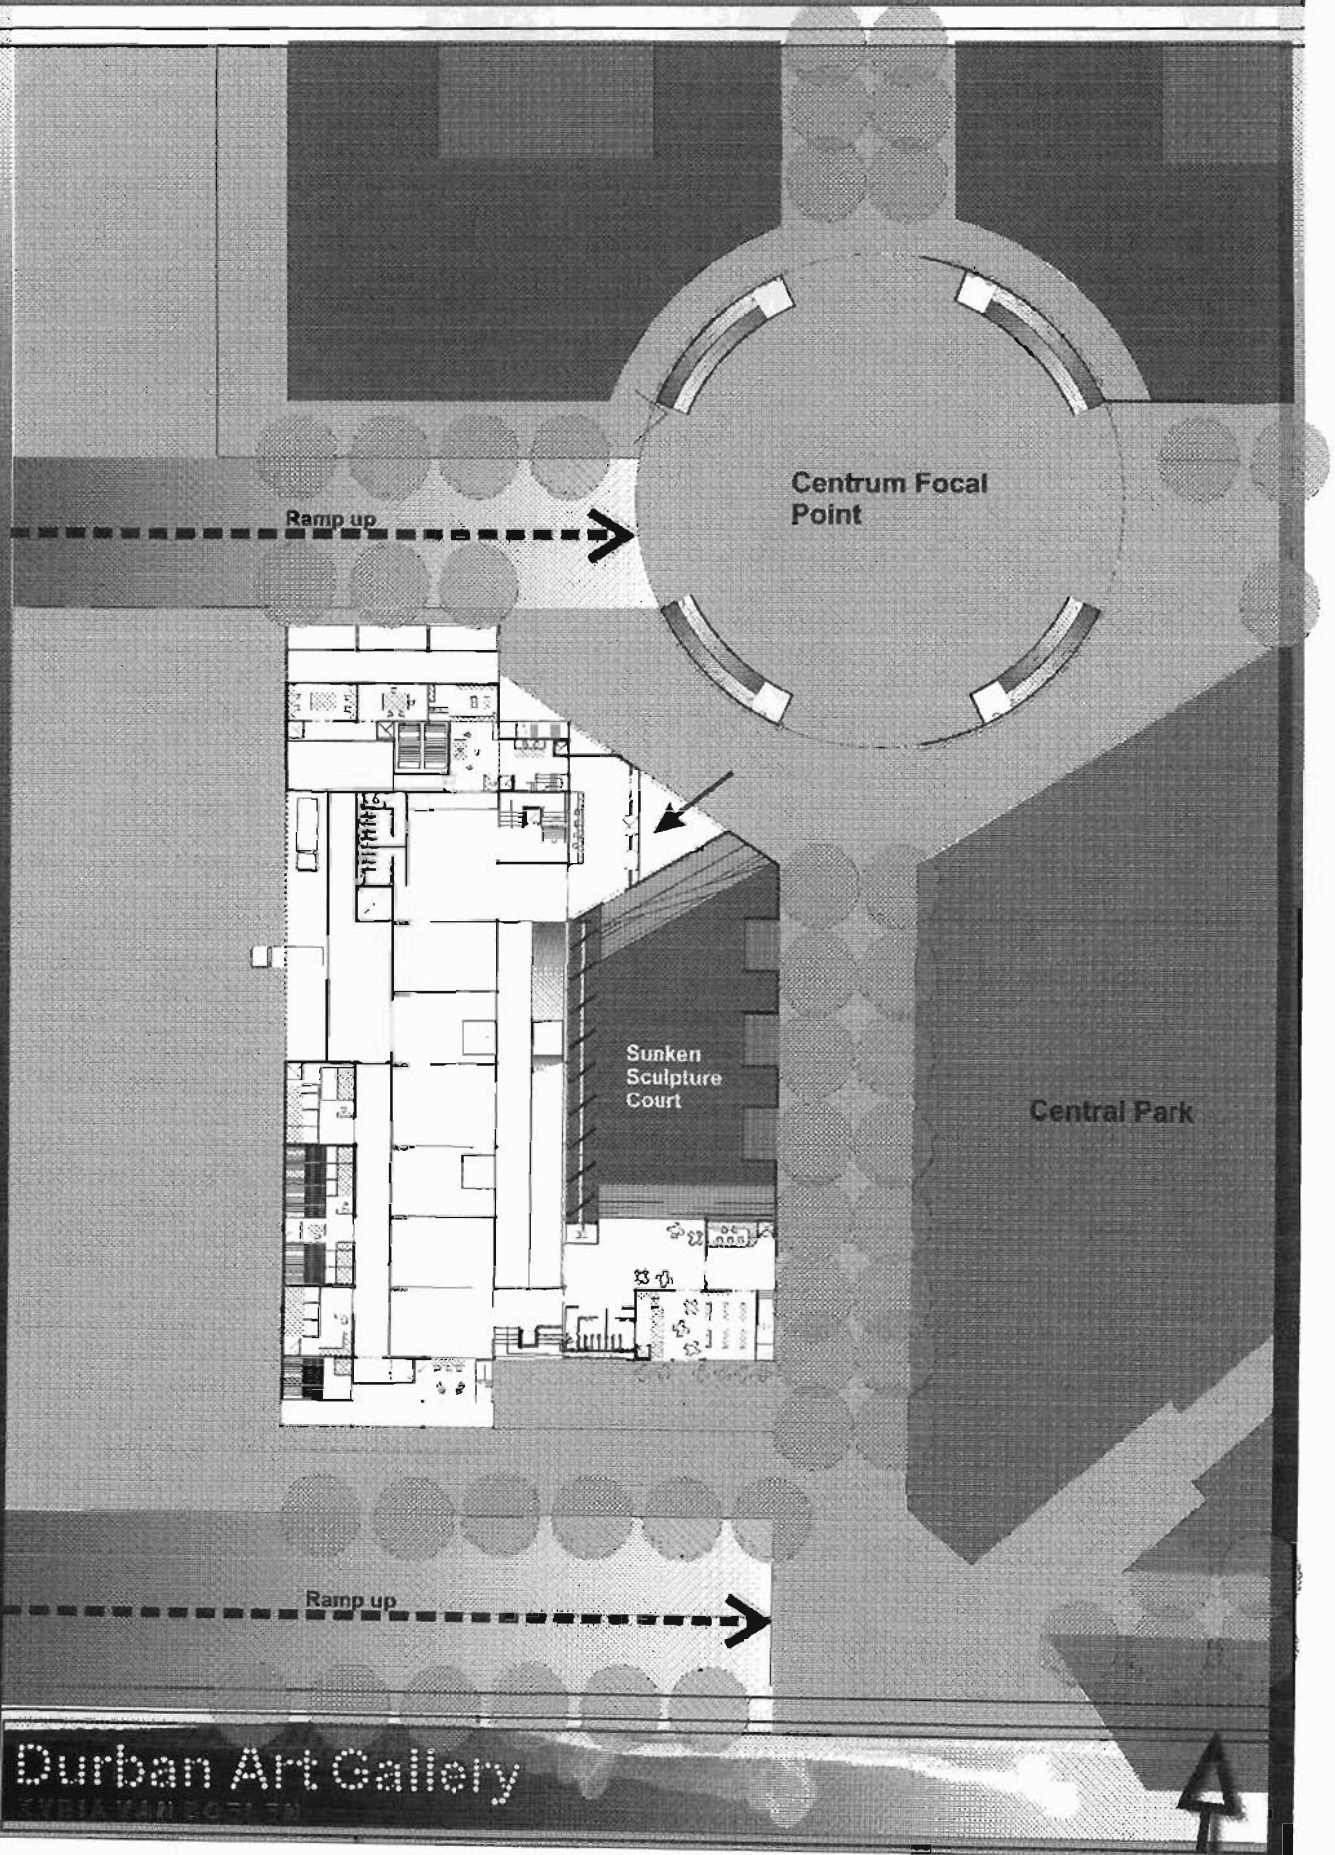 Centrum Focal
Point
Ramp up
Sunken
Sculpture
Court
Central Park
Ramp up
Durban Art Gallery